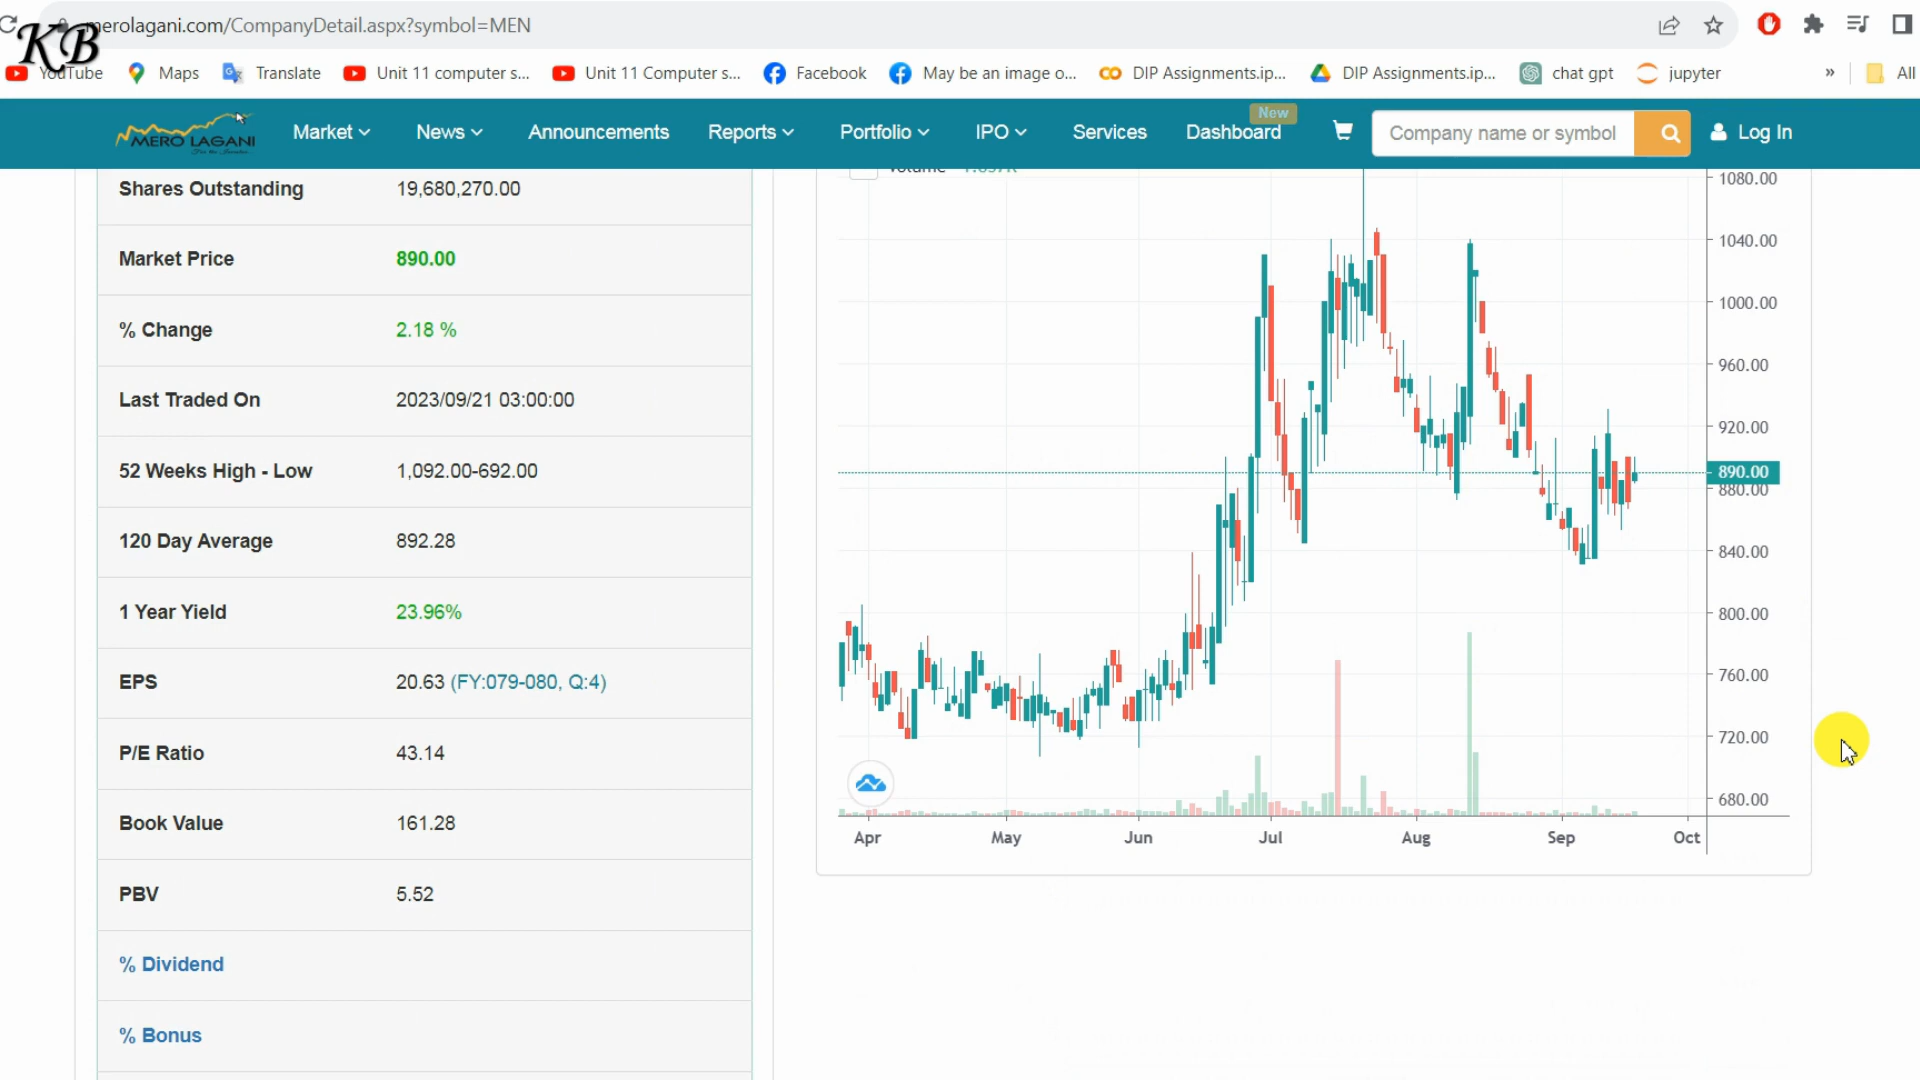 merolagani.com/CompanyDetail.aspx?symbol=MEN
KB
YouTube Maps Translate Unit 11 computer s... Unit 11 Computer s... Facebook May be an image o... DIP Assignments.ip... DIP Assignments.ip... chat gpt jupyter » All
MERO LAGANI Market News Announcements Reports Portfolio IPO Services Dashboard New Company name or symbol Log In
Shares Outstanding 19,680,270.00
Market Price 890.00
% Change 2.18 %
Last Traded On 2023/09/21 03:00:00
52 Weeks High - Low 1,092.00-692.00
120 Day Average 892.28
1 Year Yield 23.96%
EPS 20.63 (FY:079-080, Q:4)
P/E Ratio 43.14
Book Value 161.28
PBV 5.52
% Dividend
% Bonus
Volume
1080.00
1040.00
1000.00
960.00
920.00
890.00
880.00
840.00
800.00
760.00
720.00
680.00
Apr May Jun Jul Aug Sep Oct